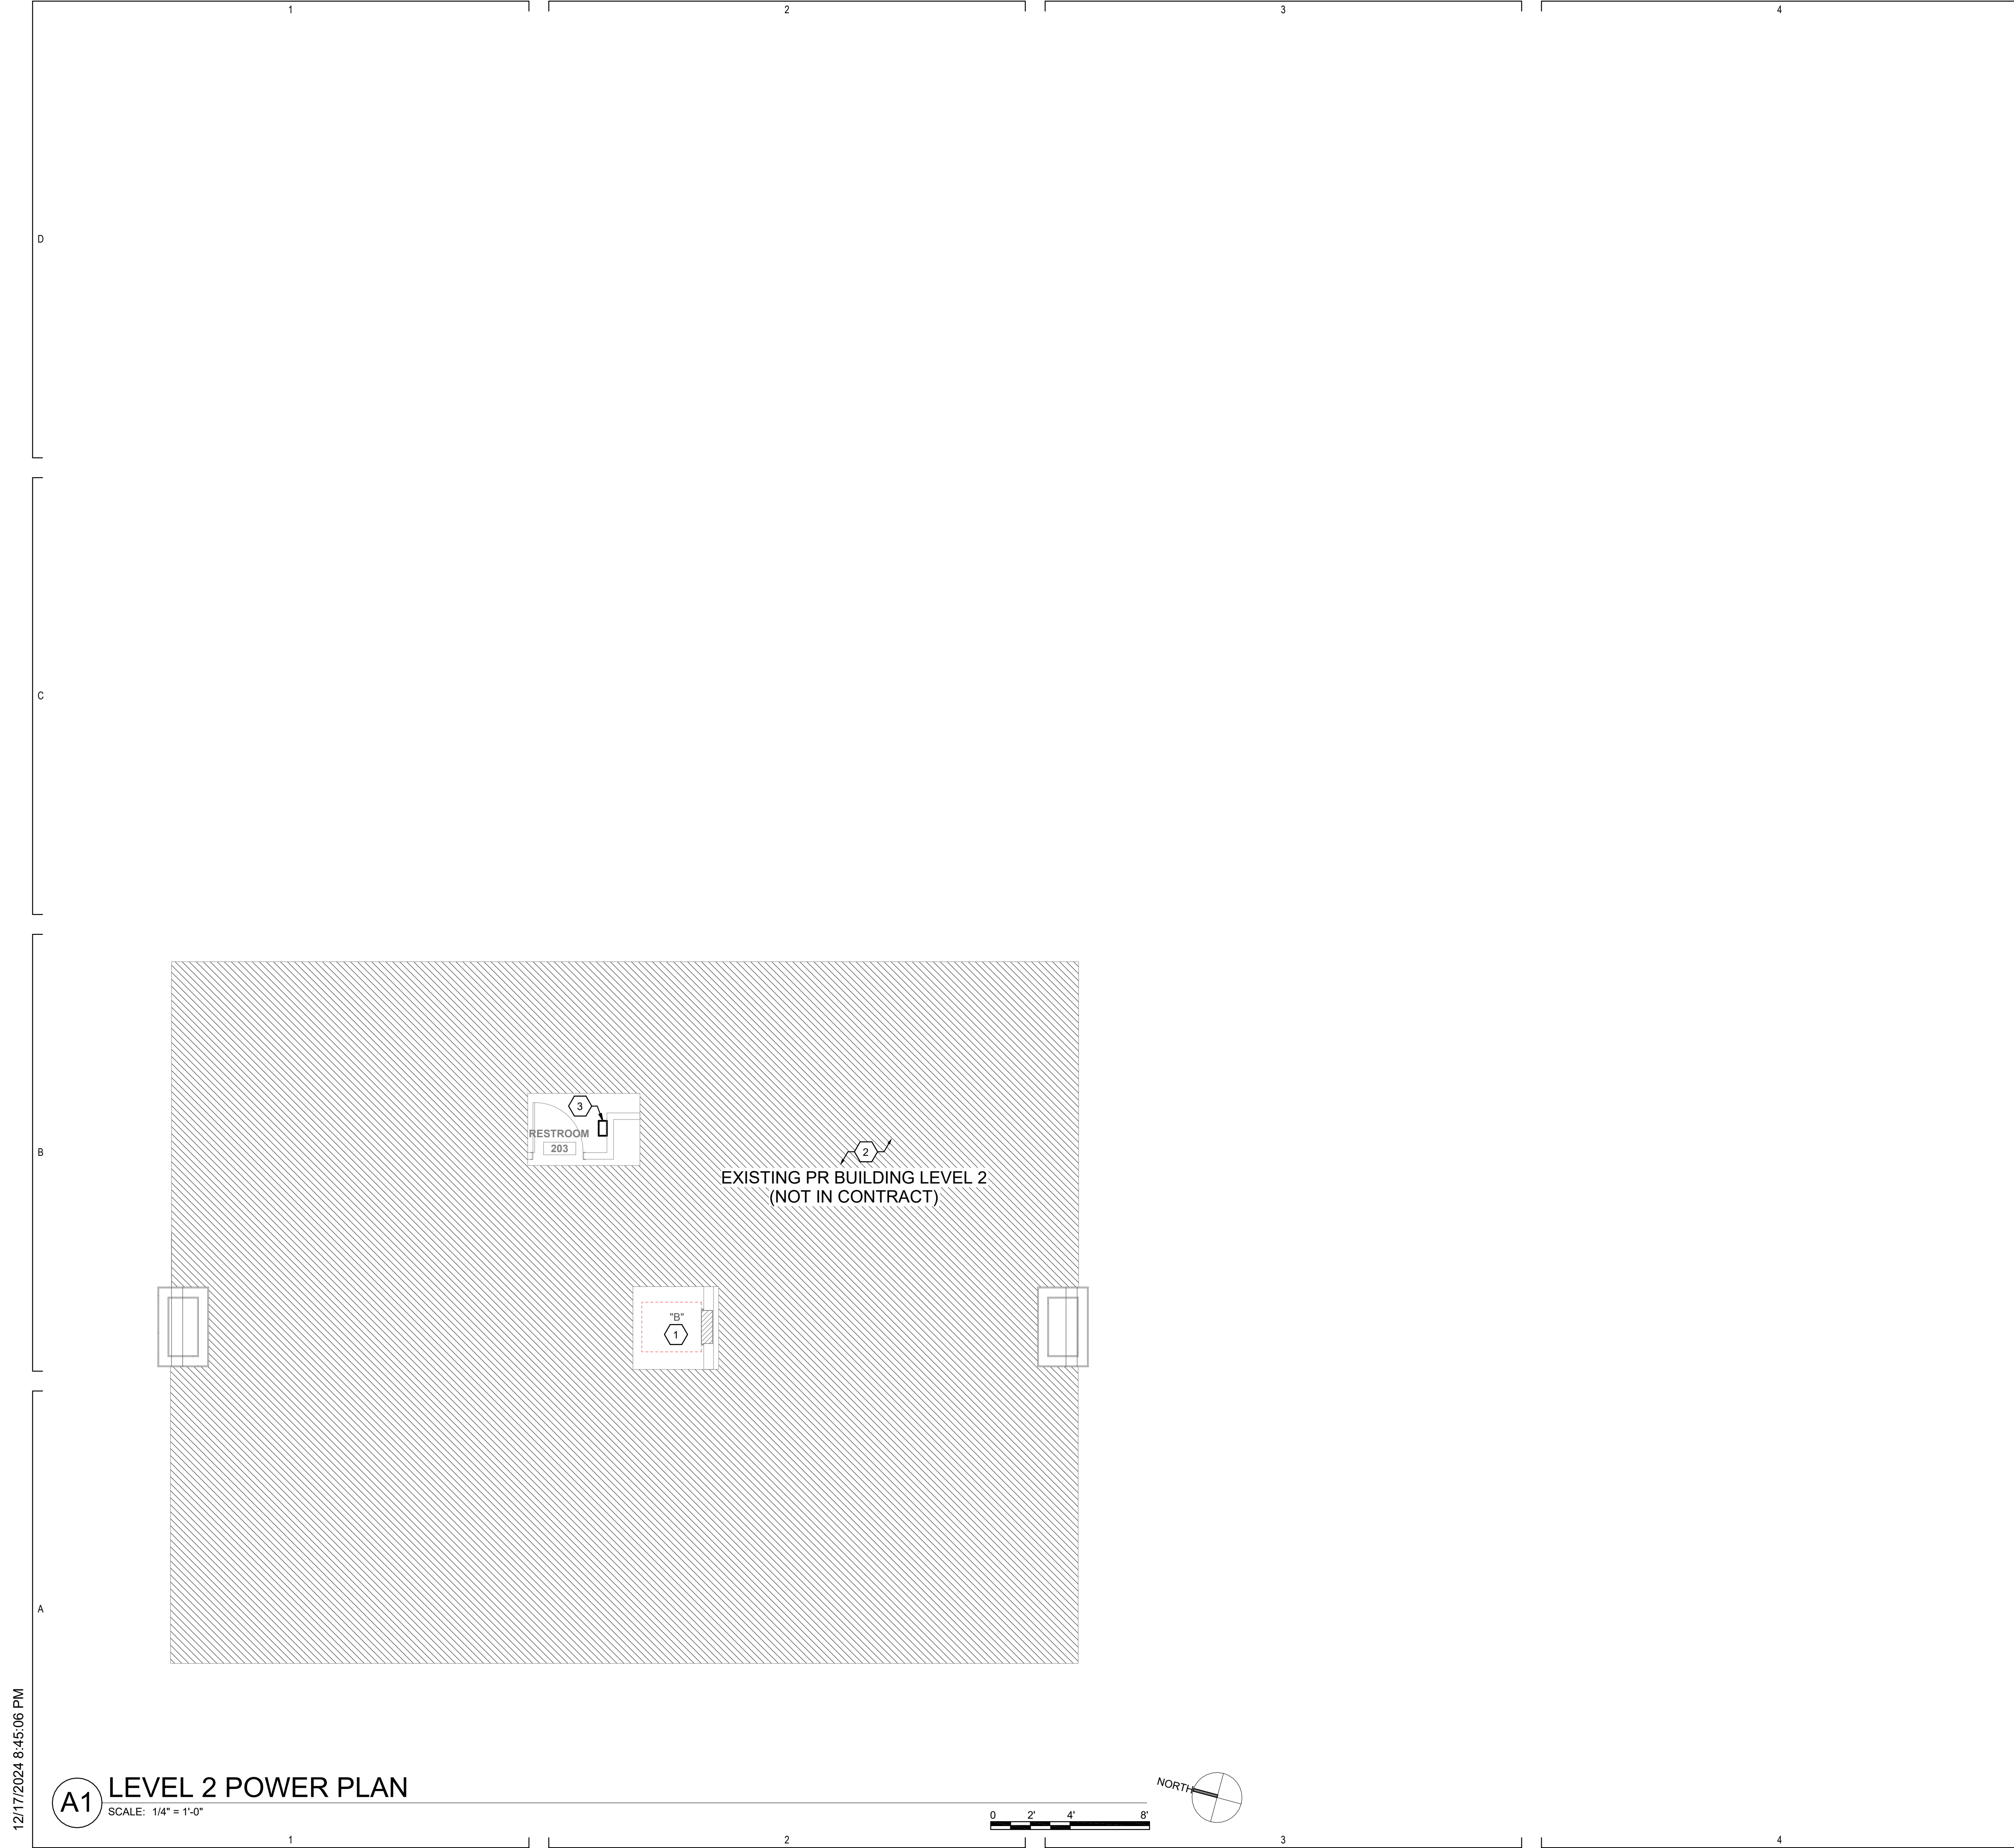 1 2 3 4
D
C
B
A
3
RESTROOM
203
2
EXISTING PR BUILDING LEVEL 2
(NOT IN CONTRACT)
"B"
1
12/17/2024 8:45:06 PM
A1
LEVEL 2 POWER PLAN
SCALE: 1/4" = 1'-0"
0 2' 4' 8'
NORTH
1 2 3 4